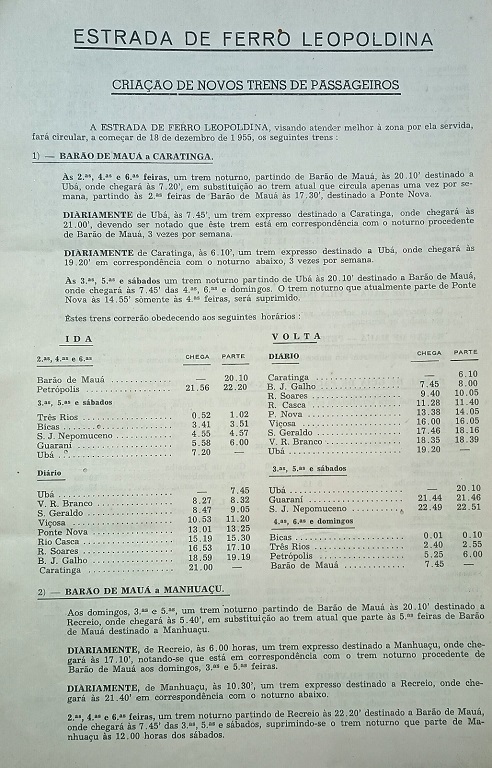 ESTRADA DE FERRO LEOPOLDINA
CRIAÇÃO DE NOVOS TRENS DE PASSAGEIROS
A ESTRADA DE FERRO LEOPOLDINA, visando atender melhor à zona por ela servida,
fará circular, a começar de 18 de dezembro de 1955, os seguintes trens :
1) — BARÃO DE MAUÁ a CARATINGA.
Às 2.as, 4.as e 6.as feiras, um trem noturno, partindo de Barão de Mauá, às 20.10' destinado a
Ubá, onde chegará às 7.20', em substituição ao trem atual que circula apenas uma vez por se-
mana, partindo às 2.as feiras de Barão de Mauá às 17.30', destinado a Ponte Nova.
DIARIAMENTE de Ubá, às 7.45', um trem expresso destinado a Caratinga, onde chegará às
21.00', devendo ser notado que êste trem está em correspondência com o noturno procedente
de Barão de Mauá, 3 vezes por semana.
DIARIAMENTE de Caratinga, às 6.10', um trem expresso destinado a Ubá, onde chegará às
19.20' em correspondência com o noturno abaixo, 3 vezes por semana.
Às 3.as, 5.as e sábados um trem noturno partindo de Ubá às 20.10' destinado a Barão de Mauá,
onde chegará às 7.45' das 4.as, 6.as e domingos. O trem noturno que atualmente parte de Ponte
Nova às 14.55' sòmente às 4.as feiras, será suprimido.
Êstes trens correrão obedecendo aos seguintes horários :
IDA
2.as, 4.as e 6.as CHEGA PARTE
Barão de Mauá — 20.10
Petrópolis 21.56 22.20
3.as, 5.as e sábados
Três Rios 0.52 1.02
Bicas 3.41 3.51
S. J. Nepomuceno 4.55 4.57
Guaraní 5.58 6.00
Ubá 7.20 —
Diário
Ubá — 7.45
V. R. Branco 8.27 8.32
S. Geraldo 8.47 9.05
Viçosa 10.53 11.20
Ponte Nova 13.01 13.25
Rio Casca 15.19 15.30
R. Soares 16.53 17.10
B. J. Galho 18.59 19.19
Caratinga 21.00 —
VOLTA
DIÁRIO CHEGA PARTE
Caratinga — 6.10
B. J. Galho 7.45 8.00
R. Soares 9.40 10.05
R. Casca 11.28 11.40
P. Nova 13.38 14.05
Viçosa 16.00 16.05
S. Geraldo 17.46 18.16
V. R. Branco 18.35 18.39
Ubá 19.20 —
3.as, 5.as e sábados
Ubá — 20.10
Guaraní 21.44 21.46
S. J. Nepomuceno 22.49 22.51
4.as, 6.as e domingos
Bicas 0.01 0.10
Três Rios 2.40 2.55
Petrópolis 5.25 6.00
Barão de Mauá 7.45 —
2) — BARÃO DE MAUÁ a MANHUAÇU.
Aos domingos, 3.as e 5.as, um trem noturno partindo de Barão de Mauá às 20.10' destinado a
Recreio, onde chegará às 5.40', em substituição ao trem atual que parte às 5.as feiras de Barão
de Mauá destinado a Manhuaçu.
DIÀRIAMENTE, de Recreio, às 6.00 horas, um trem expresso destinado a Manhuaçu, onde che-
gará às 17.10', notando-se que está em correspondência com o trem noturno procedente de
Barão de Mauá aos domingos, 3.as e 5.as feiras.
DIÀRIAMENTE, de Manhuaçu, às 10.30', um trem expresso destinado a Recreio, onde che-
gará às 21.40' em correspondência com o noturno abaixo.
2.as, 4.as e 6.as feiras, um trem noturno partindo de Recreio às 22.20' destinado a Barão de Mauá,
onde chegará às 7.45' das 3.as, 5.as e sábados, suprimindo-se o trem noturno que parte de Ma-
nhuaçu às 12.00 horas dos sábados.